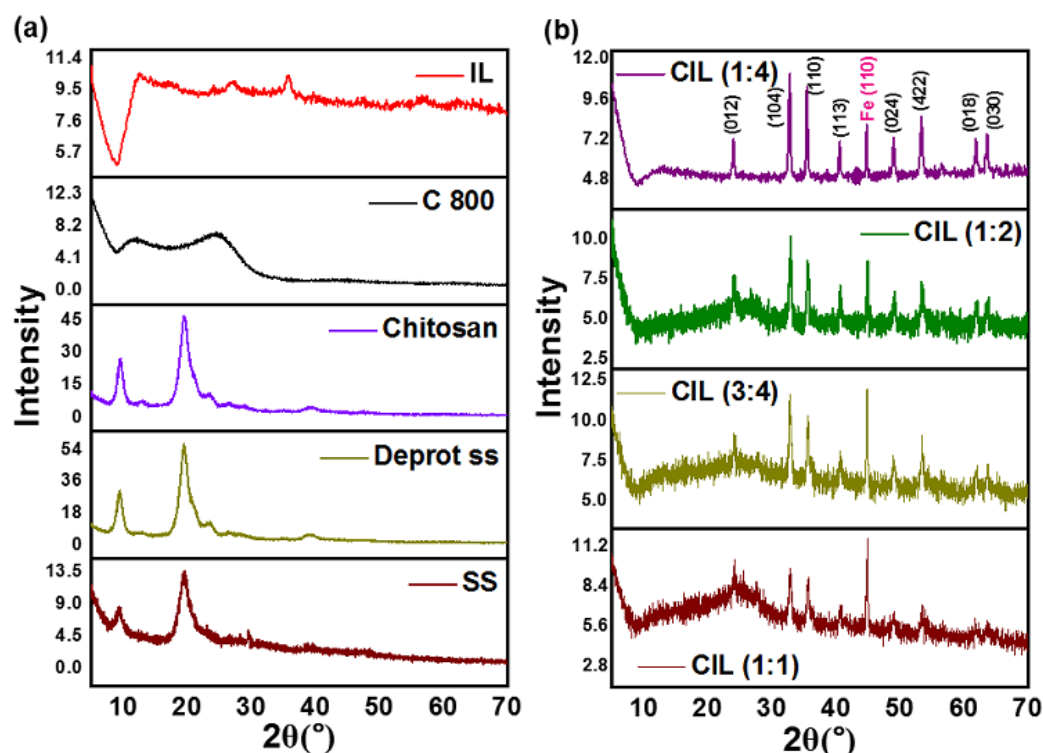 (a)
Intensity
11.4
9.5
7.6
5.7
IL
12.3
8.2
4.1
0.0
C 800
45
30
15
0
Chitosan
54
36
18
0
Deprot ss
13.5
9.0
4.5
0.0
SS
10 20 30 40 50 60 70
2θ(°)
(b)
Intensity
12.0
9.6
7.2
4.8
CIL (1:4)
(012)
(104)
(110)
(113)
Fe (110)
(024)
(422)
(018)
(030)
10.0
7.5
5.0
2.5
CIL (1:2)
12.5
10.0
7.5
5.0
CIL (3:4)
11.2
8.4
5.6
2.8
CIL (1:1)
10 20 30 40 50 60 70
2θ(°)